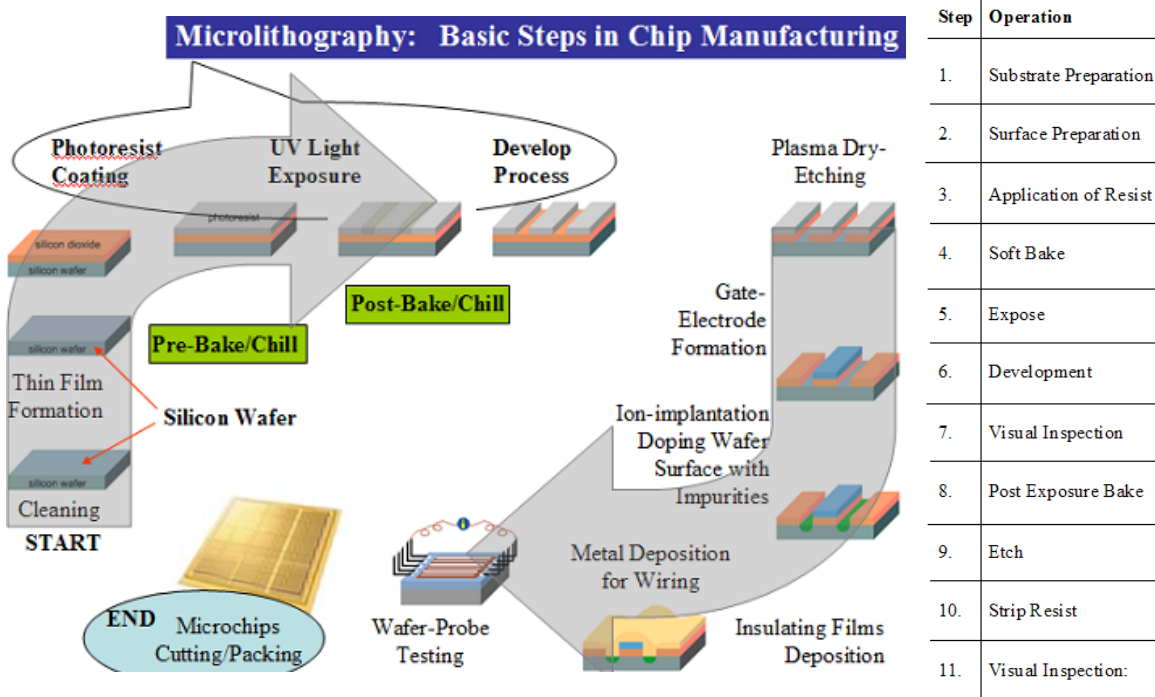 Microlithography: Basic Steps in Chip Manufacturing
Photoresist
Coating
UV Light
Exposure
Develop
Process
Plasma Dry-
Etching
photoresist
silicon dioxide
silicon wafer
Post-Bake/Chill
Pre-Bake/Chill
Gate-
Electrode
Formation
silicon wafer
Thin Film
Formation
Silicon Wafer
Ion-implantation
Doping Wafer
Surface with
Impurities
silicon wafer
Cleaning
START
Metal Deposition
for Wiring
END
Microchips
Cutting/Packing
Wafer-Probe
Testing
Insulating Films
Deposition
Step Operation
1. Substrate Preparation
2. Surface Preparation
3. Application of Resist
4. Soft Bake
5. Expose
6. Development
7. Visual Inspection
8. Post Exposure Bake
9. Etch
10. Strip Resist
11. Visual Inspection: